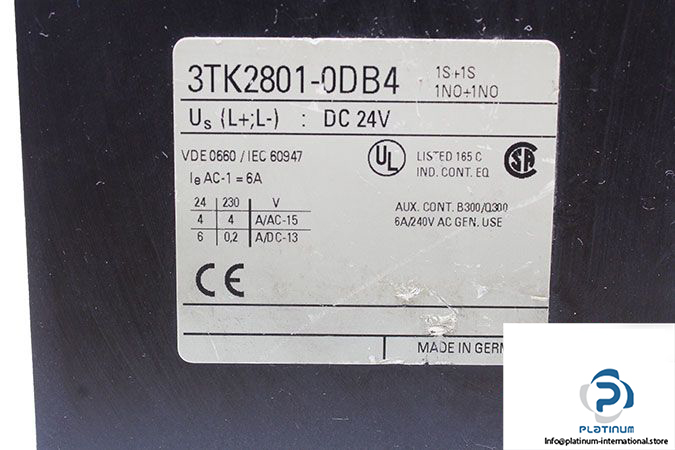 3TK2801-0DB4
1S+1S
1NO+1NO
Us (L+;L-) : DC 24V
VDE 0660 / IEC 60947
Ie AC-1 = 6A
UL
LISTED 165 C
IND. CONT. EQ
SA
24 230 V
4 4 A/AC-15
6 0,2 A/DC-13
AUX. CONT. B300/Q300
6A/240V AC GEN. USE
CE
MADE IN
PLATINUM
Info@platinum-international.store